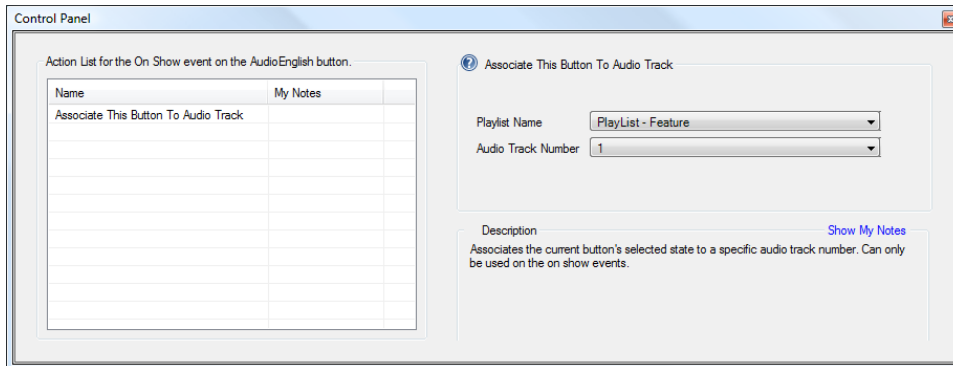 Control Panel
Action List for the On Show event on the AudioEnglish button.
Name My Notes
Associate This Button To Audio Track
Associate This Button To Audio Track
Playlist Name PlayList - Feature
Audio Track Number 1
Description Show My Notes
Associates the current button's selected state to a specific audio track number. Can only
be used on the on show events.